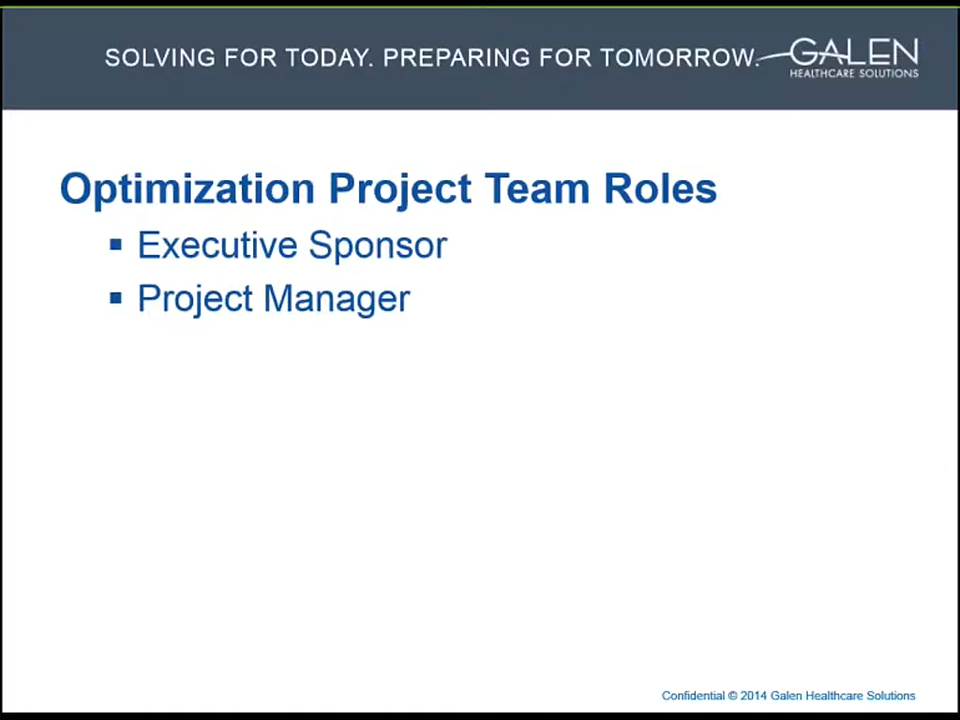 SOLVING FOR TODAY. PREPARING FOR TOMORROW.
GALEN
HEALTHCARE SOLUTIONS
Optimization Project Team Roles
▪ Executive Sponsor
▪ Project Manager
Confidential © 2014 Galen Healthcare Solutions